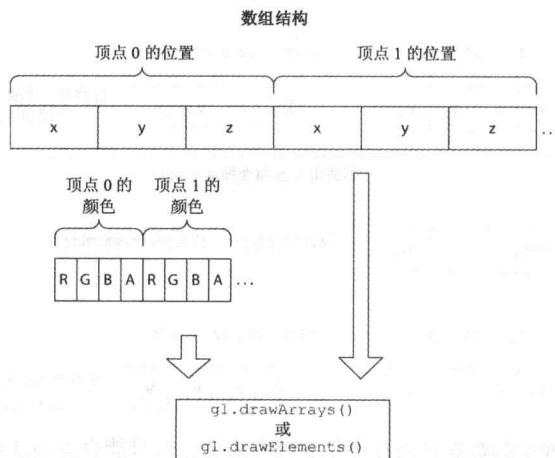 数组结构
顶点 0 的位置 顶点 1 的位置
x y z x y z ...
顶点 0 的 顶点 1 的
颜色 颜色
R G B A R G B A ...
gl.drawArrays()
或
gl.drawElements()